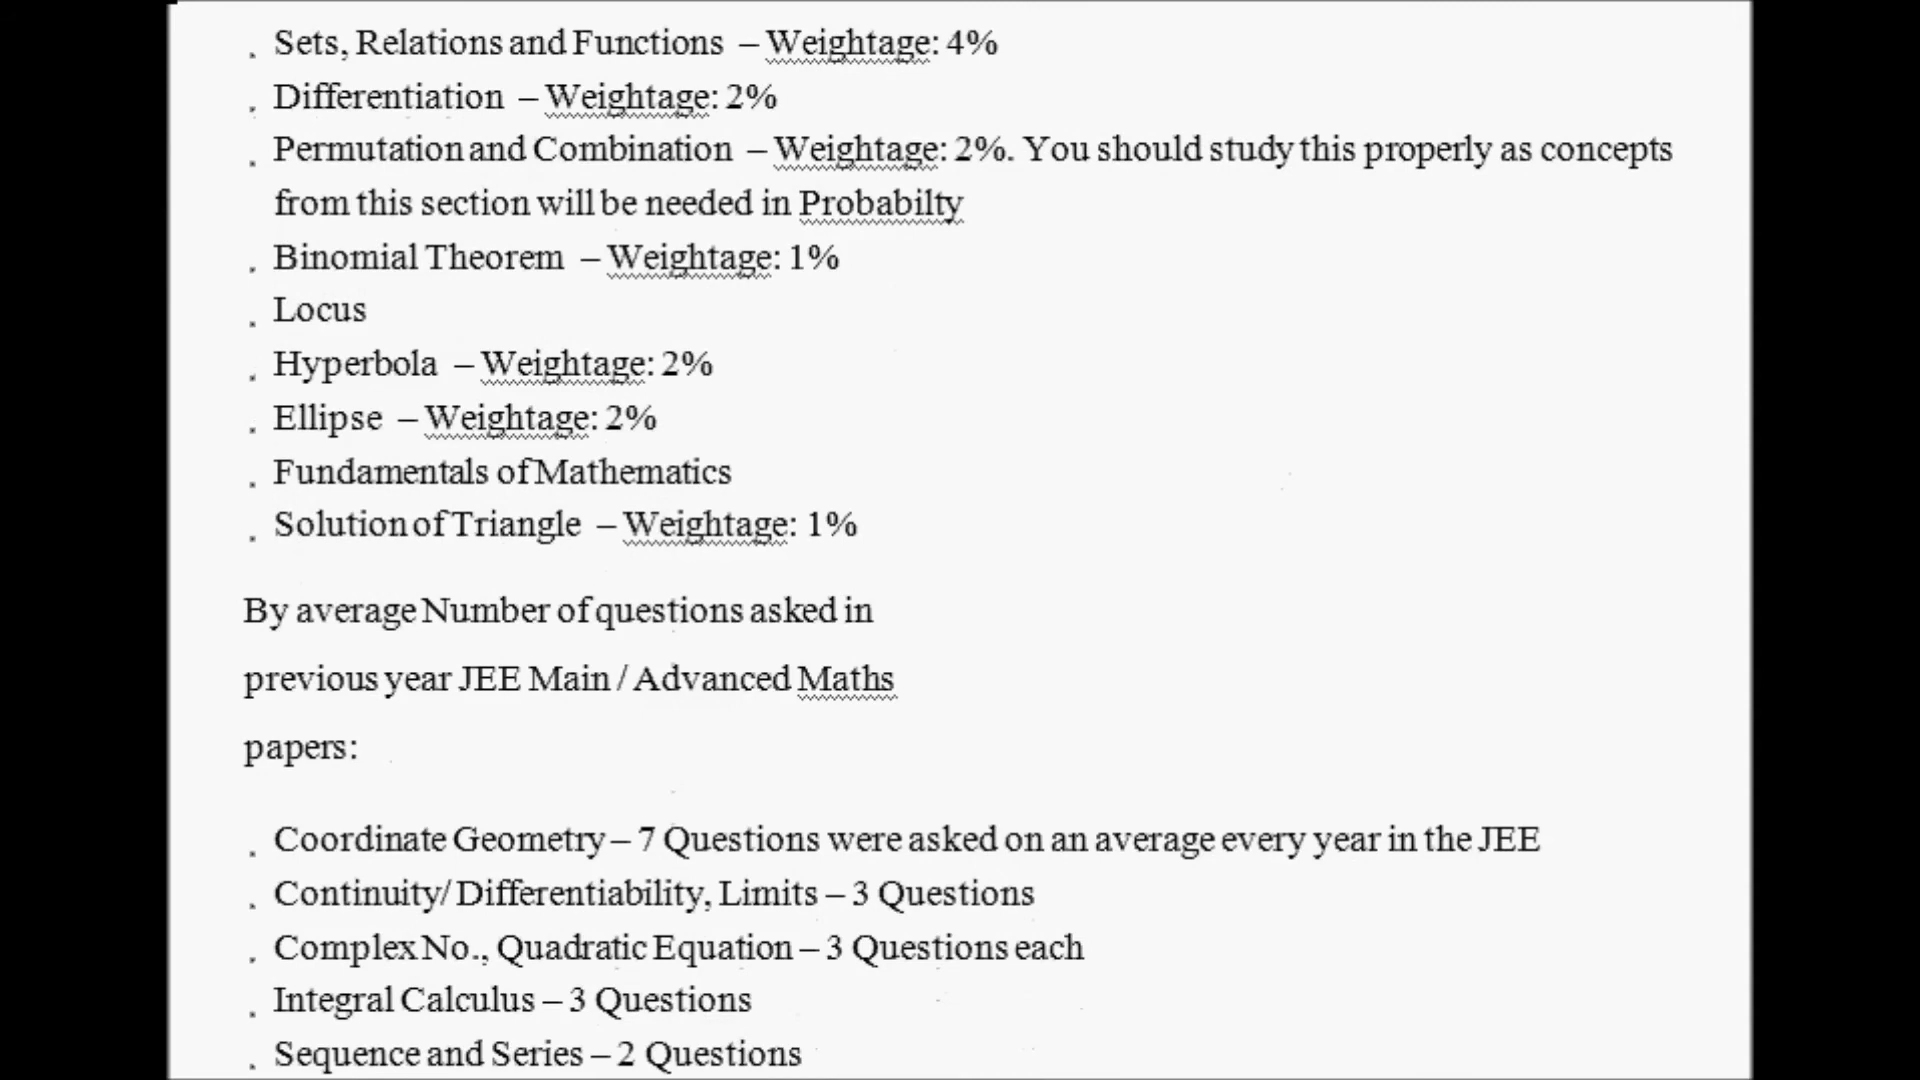 . Sets, Relations and Functions – Weightage: 4%
. Differentiation – Weightage: 2%
. Permutation and Combination – Weightage: 2%. You should study this properly as concepts
from this section will be needed in Probabilty
. Binomial Theorem – Weightage: 1%
. Locus
. Hyperbola – Weightage: 2%
. Ellipse – Weightage: 2%
. Fundamentals of Mathematics
. Solution of Triangle – Weightage: 1%
By average Number of questions asked in
previous year JEE Main / Advanced Maths
papers:
. Coordinate Geometry – 7 Questions were asked on an average every year in the JEE
. Continuity/ Differentiability, Limits – 3 Questions
. Complex No., Quadratic Equation – 3 Questions each
. Integral Calculus – 3 Questions
. Sequence and Series – 2 Questions